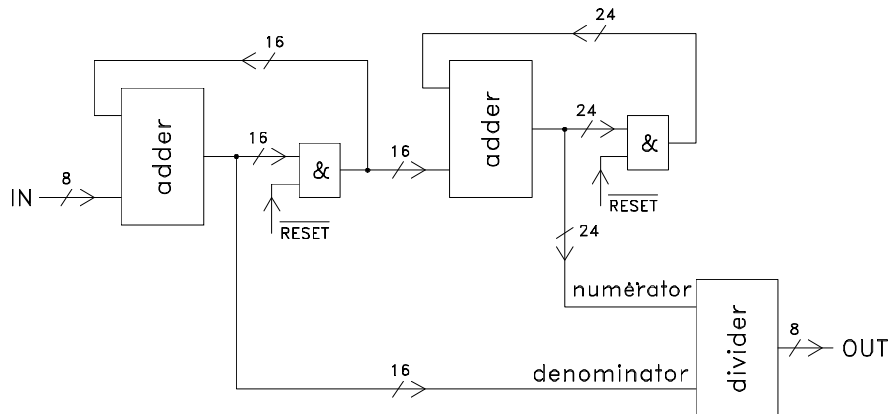 24
16
24
16
16
adder
adder
&
&
8
IN
RESET
RESET
24
numerator
8
OUT
divider
16
denominator